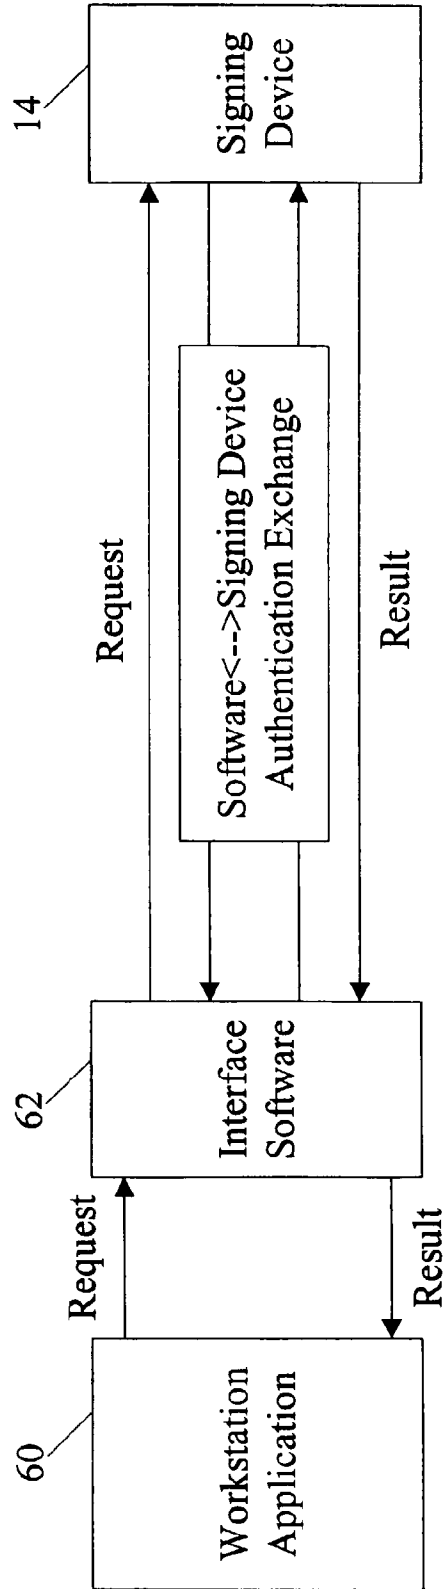 60
Workstation
Application
Request
Result
62
Interface
Software
Request
Software<-->Signing Device
Authentication Exchange
Result
14
Signing
Device